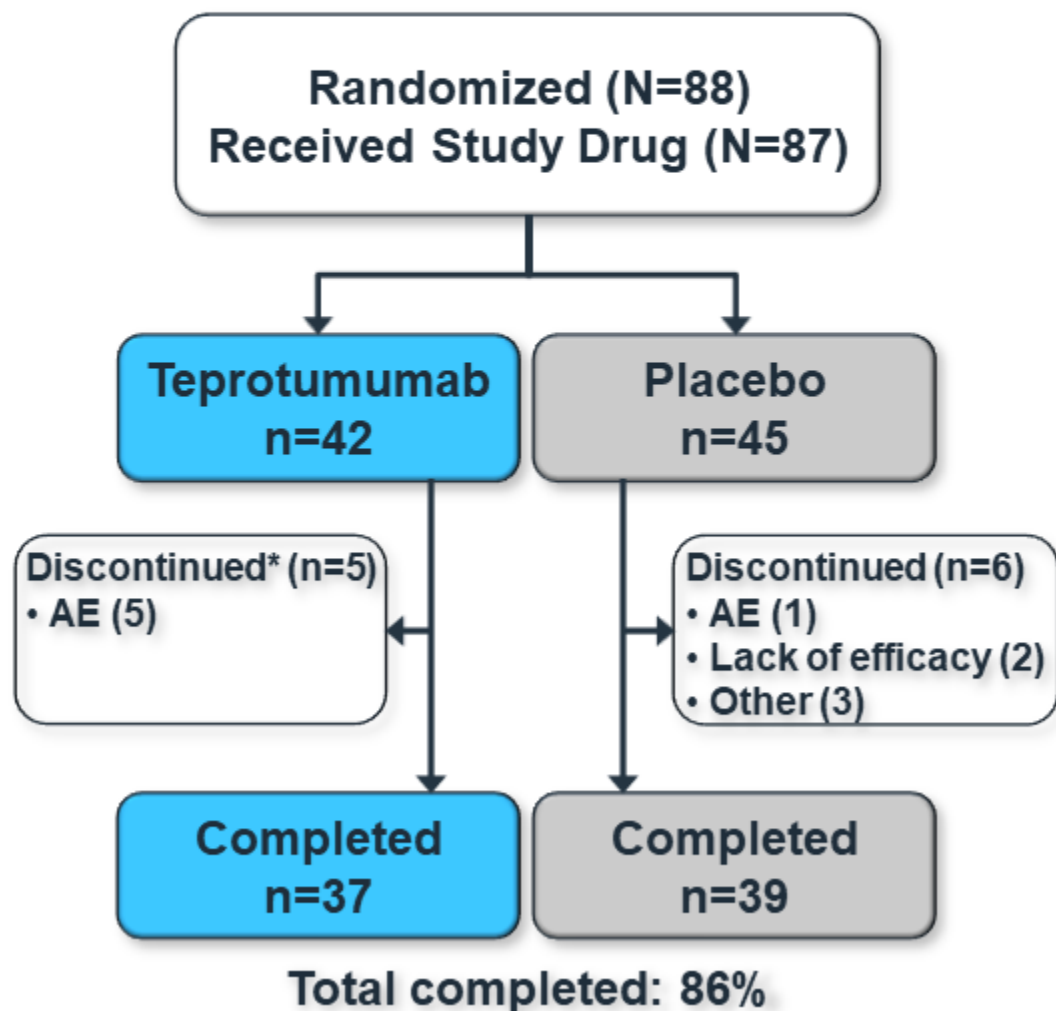 Randomized (N=88)
Received Study Drug (N=87)
Teprotumumab
n=42
Placebo
n=45
Discontinued* (n=5)
• AE (5)
Discontinued (n=6)
• AE (1)
• Lack of efficacy (2)
• Other (3)
Completed
n=37
Completed
n=39
Total completed: 86%